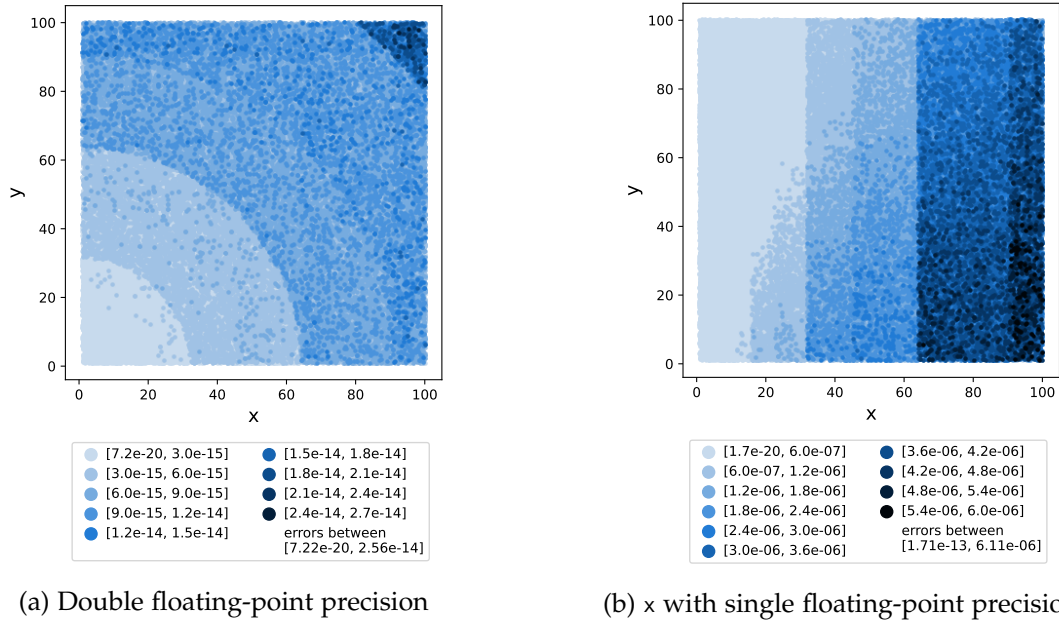 100
80
60
40
20
0
y
0 20 40 60 80 100
x
[7.2e-20, 3.0e-15]
[3.0e-15, 6.0e-15]
[6.0e-15, 9.0e-15]
[9.0e-15, 1.2e-14]
[1.2e-14, 1.5e-14]
[1.5e-14, 1.8e-14]
[1.8e-14, 2.1e-14]
[2.1e-14, 2.4e-14]
[2.4e-14, 2.7e-14]
errors between
[7.22e-20, 2.56e-14]
(a) Double floating-point precision
100
80
60
40
20
0
y
0 20 40 60 80 100
x
[1.7e-20, 6.0e-07]
[6.0e-07, 1.2e-06]
[1.2e-06, 1.8e-06]
[1.8e-06, 2.4e-06]
[2.4e-06, 3.0e-06]
[3.0e-06, 3.6e-06]
[3.6e-06, 4.2e-06]
[4.2e-06, 4.8e-06]
[4.8e-06, 5.4e-06]
[5.4e-06, 6.0e-06]
errors between
[1.71e-13, 6.11e-06]
(b) x with single floating-point precisio